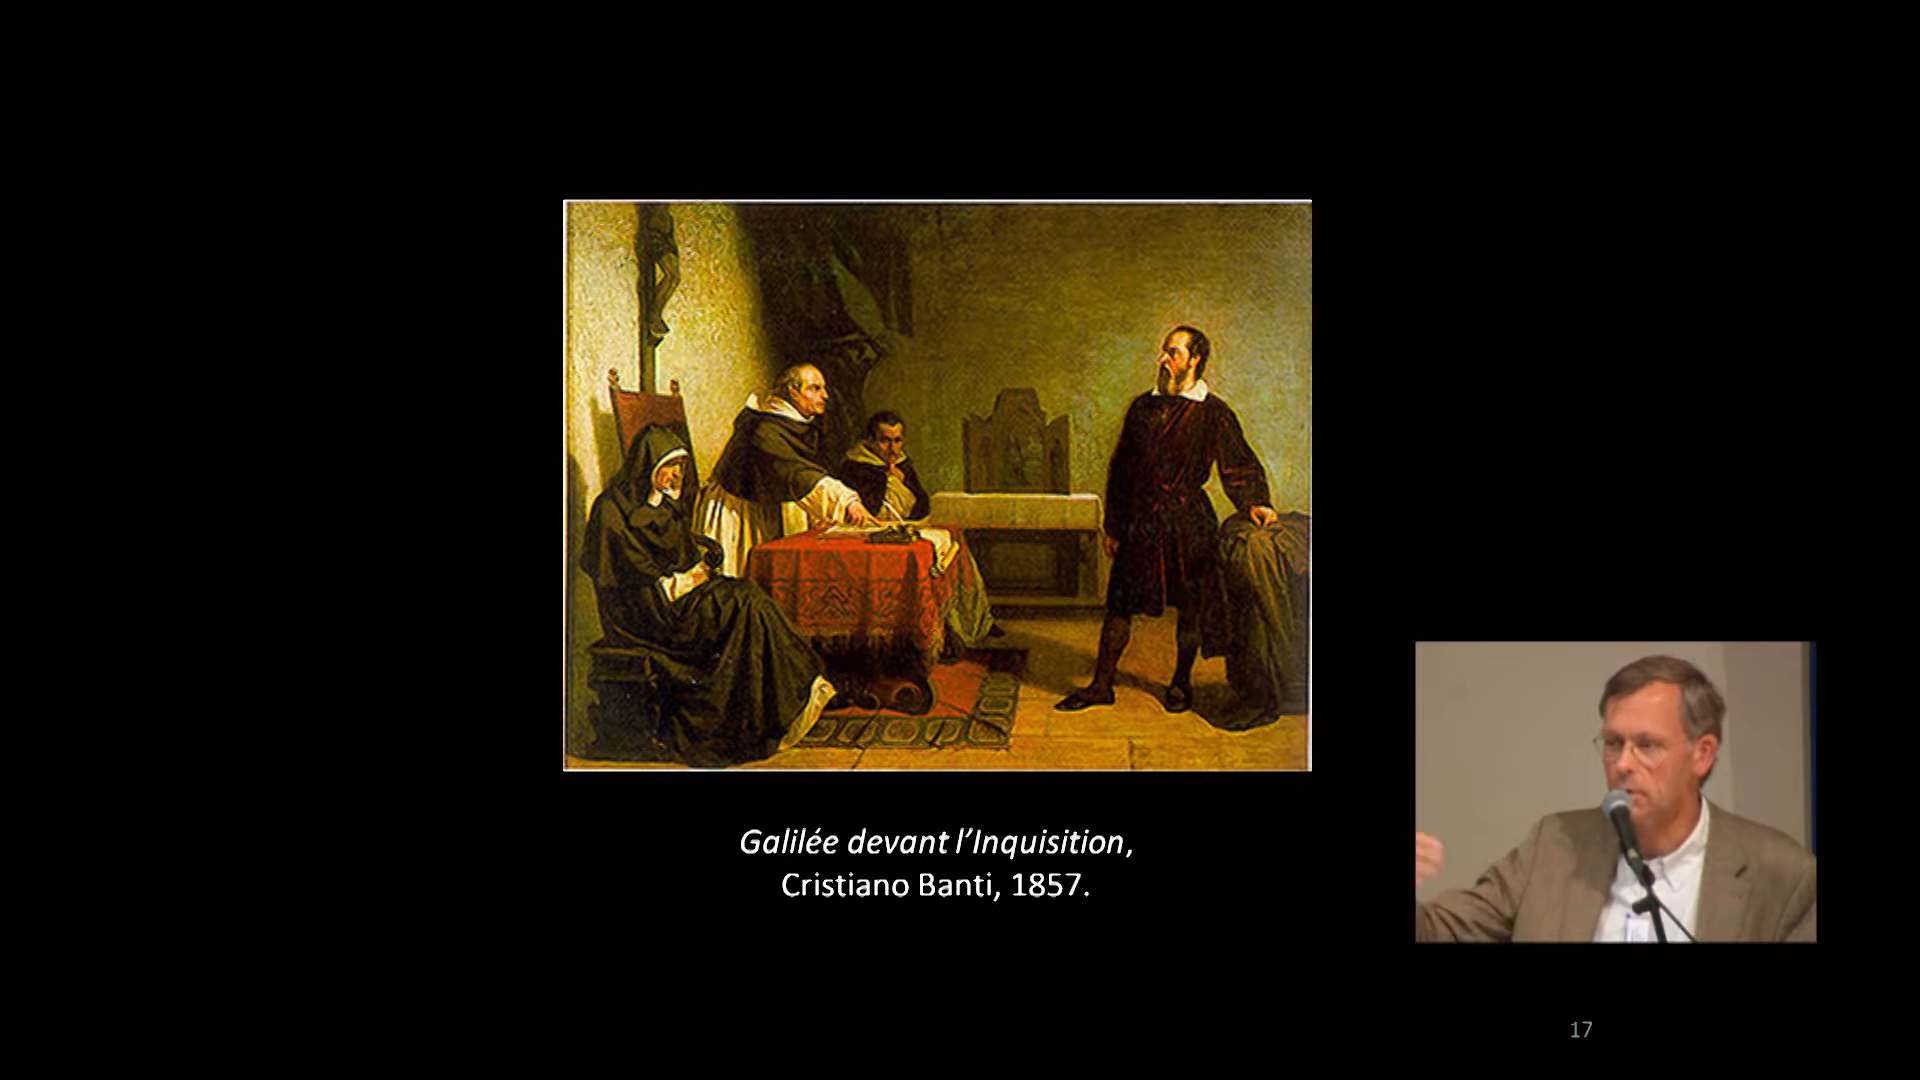 Galilée devant l’Inquisition,
Cristiano Banti, 1857.
17